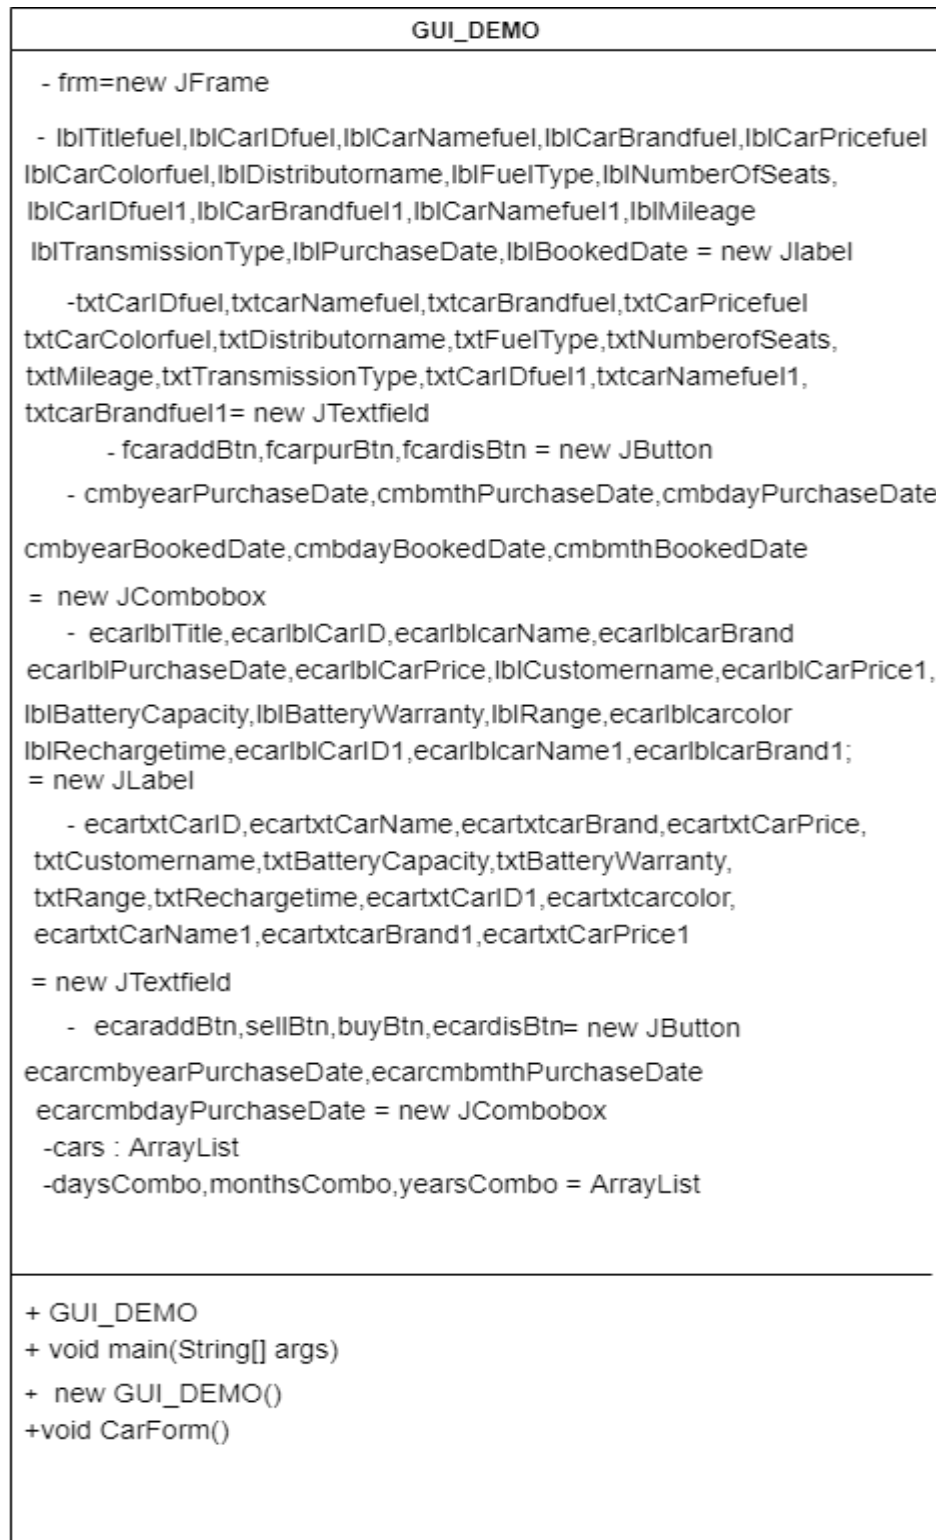 GUI_DEMO
- frm=new JFrame
- lblTitlefuel,lblCarIDfuel,lblCarNamefuel,lblCarBrandfuel,lblCarPricefuel
lblCarColorfuel,lblDistributorname,lblFuelType,lblNumberOfSeats,
lblCarIDfuel1,lblCarBrandfuel1,lblCarNamefuel1,lblMileage
lblTransmissionType,lblPurchaseDate,lblBookedDate = new Jlabel
-txtCarIDfuel,txtcarNamefuel,txtcarBrandfuel,txtCarPricefuel
txtCarColorfuel,txtDistributorname,txtFuelType,txtNumberofSeats,
txtMileage,txtTransmissionType,txtCarIDfuel1,txtcarNamefuel1,
txtcarBrandfuel1= new JTextfield
- fcaraddBtn,fcarpurBtn,fcardisBtn = new JButton
- cmbyearPurchaseDate,cmbmthPurchaseDate,cmbdayPurchaseDate
cmbyearBookedDate,cmbdayBookedDate,cmbmthBookedDate
= new JCombobox
- ecarlblTitle,ecarlblCarID,ecarlblcarName,ecarlblcarBrand
ecarlblPurchaseDate,ecarlblCarPrice,lblCustomername,ecarlblCarPrice1,
lblBatteryCapacity,lblBatteryWarranty,lblRange,ecarlblcarcolor
lblRechargetime,ecarlblCarID1,ecarlblcarName1,ecarlblcarBrand1;
= new JLabel
- ecartxtCarID,ecartxtCarName,ecartxtcarBrand,ecartxtCarPrice,
txtCustomername,txtBatteryCapacity,txtBatteryWarranty,
txtRange,txtRechargetime,ecartxtCarID1,ecartxtcarcolor,
ecartxtCarName1,ecartxtcarBrand1,ecartxtCarPrice1
= new JTextfield
- ecaraddBtn,sellBtn,buyBtn,ecardisBtn= new JButton
ecarcmbyearPurchaseDate,ecarcmbmthPurchaseDate
ecarcmbdayPurchaseDate = new JCombobox
-cars : ArrayList
-daysCombo,monthsCombo,yearsCombo = ArrayList
+ GUI_DEMO
+ void main(String[] args)
+ new GUI_DEMO()
+void CarForm()